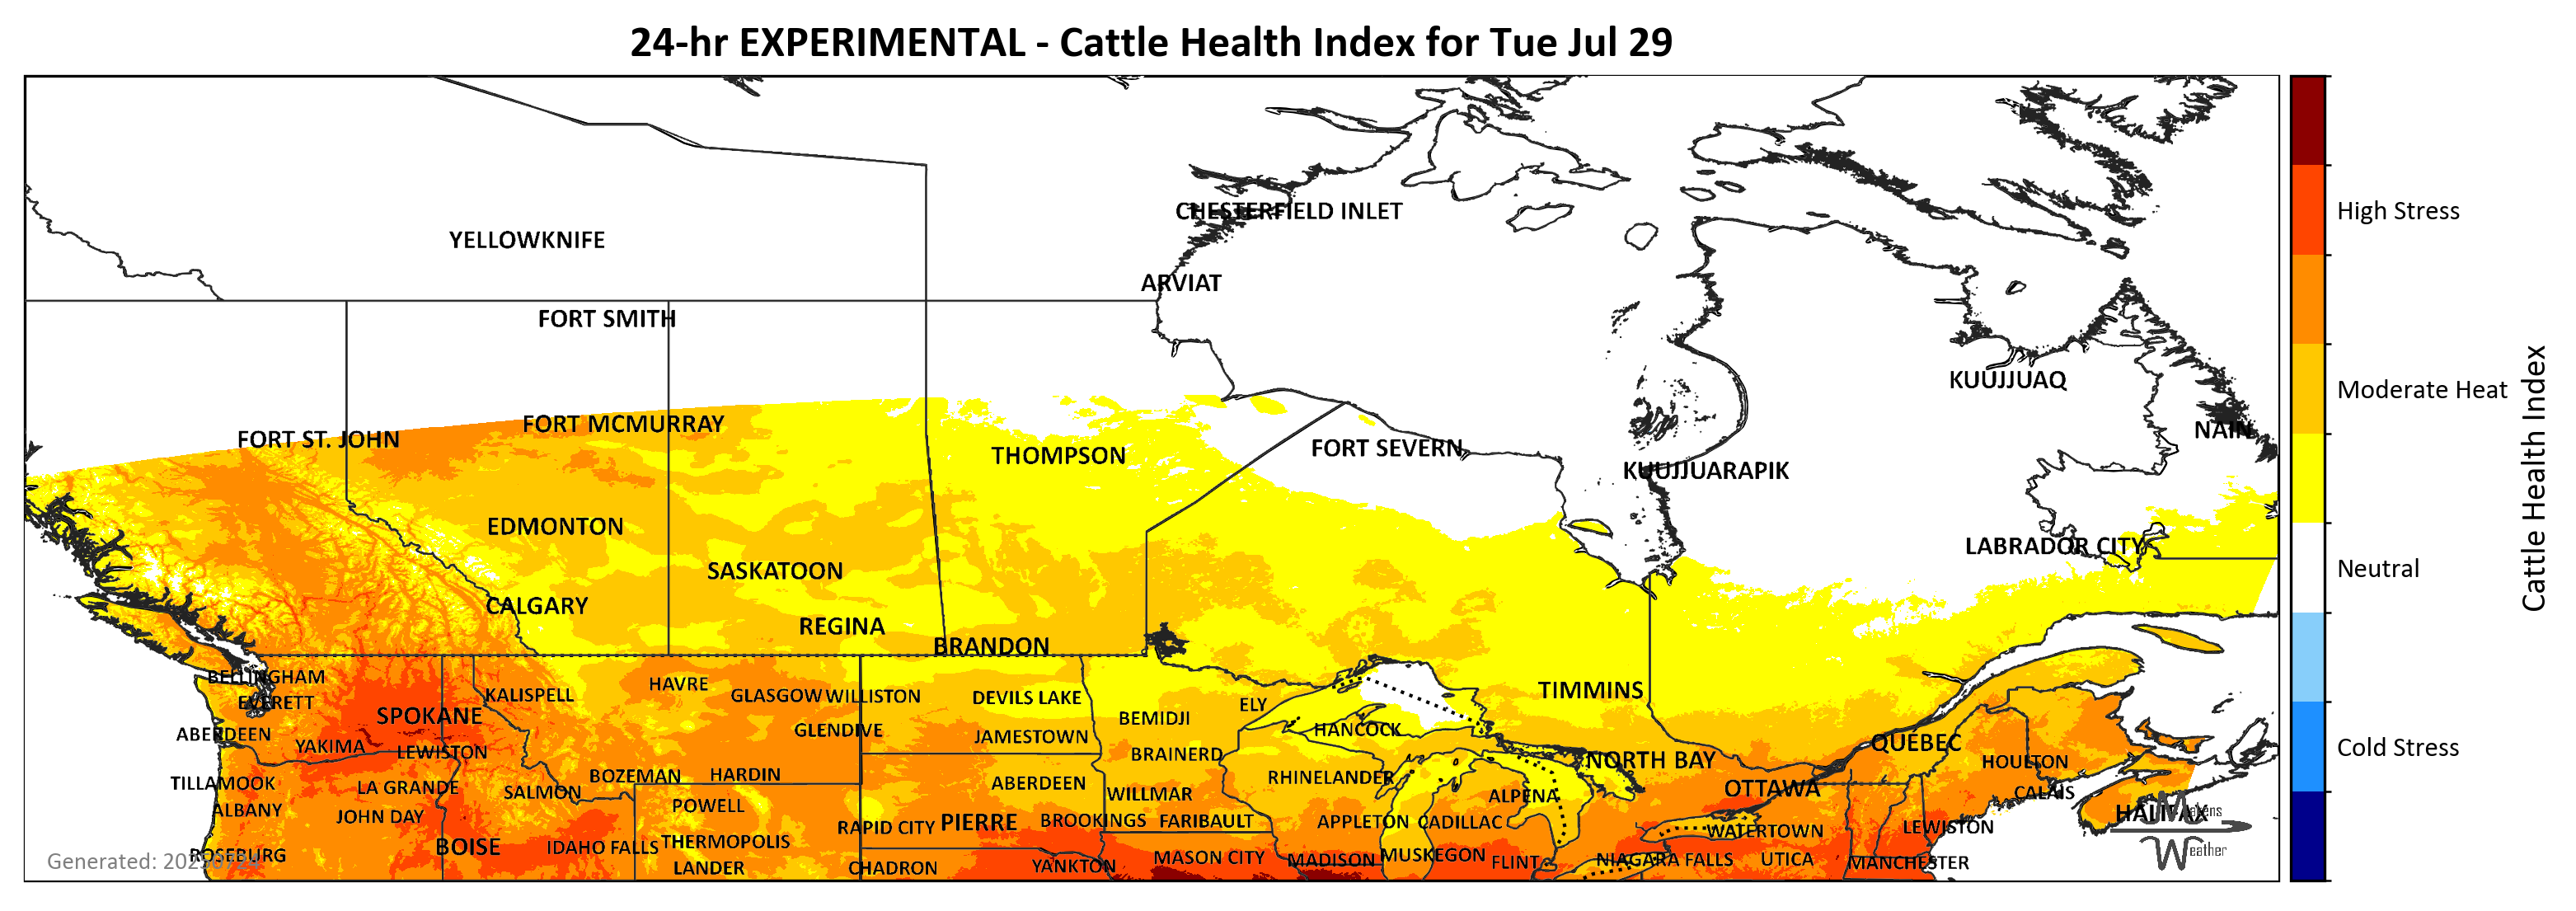 24-hr EXPERIMENTAL - Cattle Health Index for Tue Jul 29
CHESTERFIELD INLET
High Stress
YELLOWKNIFE
ARVIAT
FORT SMITH
KUUJJUAQ
Moderate Heat
Cattle Health Index
FORT MCMURRAY
NAIN
FORT ST. JOHN
FORT SEVERN
THOMPSON
KUUJJUARAPIK
EDMONTON
LABRADOR CITY
SASKATOON
Neutral
CALGARY
REGINA
BRANDON
BELLINGHAM
HAVRE
KALISPELL
GLASGOW
WILLISTON
DEVILS LAKE
TIMMINS
EVERETT
ELY
SPOKANE
BEMIDJI
ABERDEEN
GLENDIVE
JAMESTOWN
HANCOCK
QUEBEC
YAKIMA
LEWISTON
BRAINERD
NORTH BAY
HOULTON
Cold Stress
BOZEMAN
HARDIN
RHINELANDER
TILLAMOOK
LA GRANDE
SALMON
ABERDEEN
WILLMAR
ALPENA
OTTAWA
CALAIS
ALBANY
JOHN DAY
POWELL
RAPID CITY
PIERRE
BROOKINGS
FARIBAULT
APPLETON
CADILLAC
WATERTOWN
LEWISTON
HALIFAX
Makens
Weather
BOISE
IDAHO FALLS
THERMOPOLIS
ROSEBURG
MASON CITY
MADISON
MUSKEGON
FLINT
NIAGARA FALLS
UTICA
MANCHESTER
LANDER
CHADRON
YANKTON
Generated: